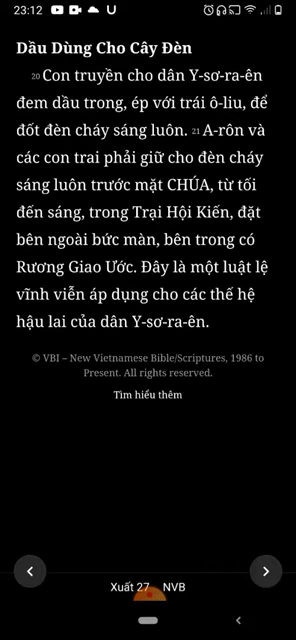 23:12
Dầu Dùng Cho Cây Đèn
20 Con truyền cho dân Y-sơ-ra-ên
đem dầu trong, ép với trái ô-liu, để
đốt đèn cháy sáng luôn. 21 A-rôn và
các con trai phải giữ cho đèn cháy
sáng luôn trước mặt CHÚA, từ tối
đến sáng, trong Trại Hội Kiến, đặt
bên ngoài bức màn, bên trong có
Rương Giao Ước. Đây là một luật lệ
vĩnh viễn áp dụng cho các thế hệ
hậu lai của dân Y-sơ-ra-ên.
© VBI – New Vietnamese Bible/Scriptures, 1986 to
Present. All rights reserved.
Tìm hiểu thêm
Xuất 27 NVB